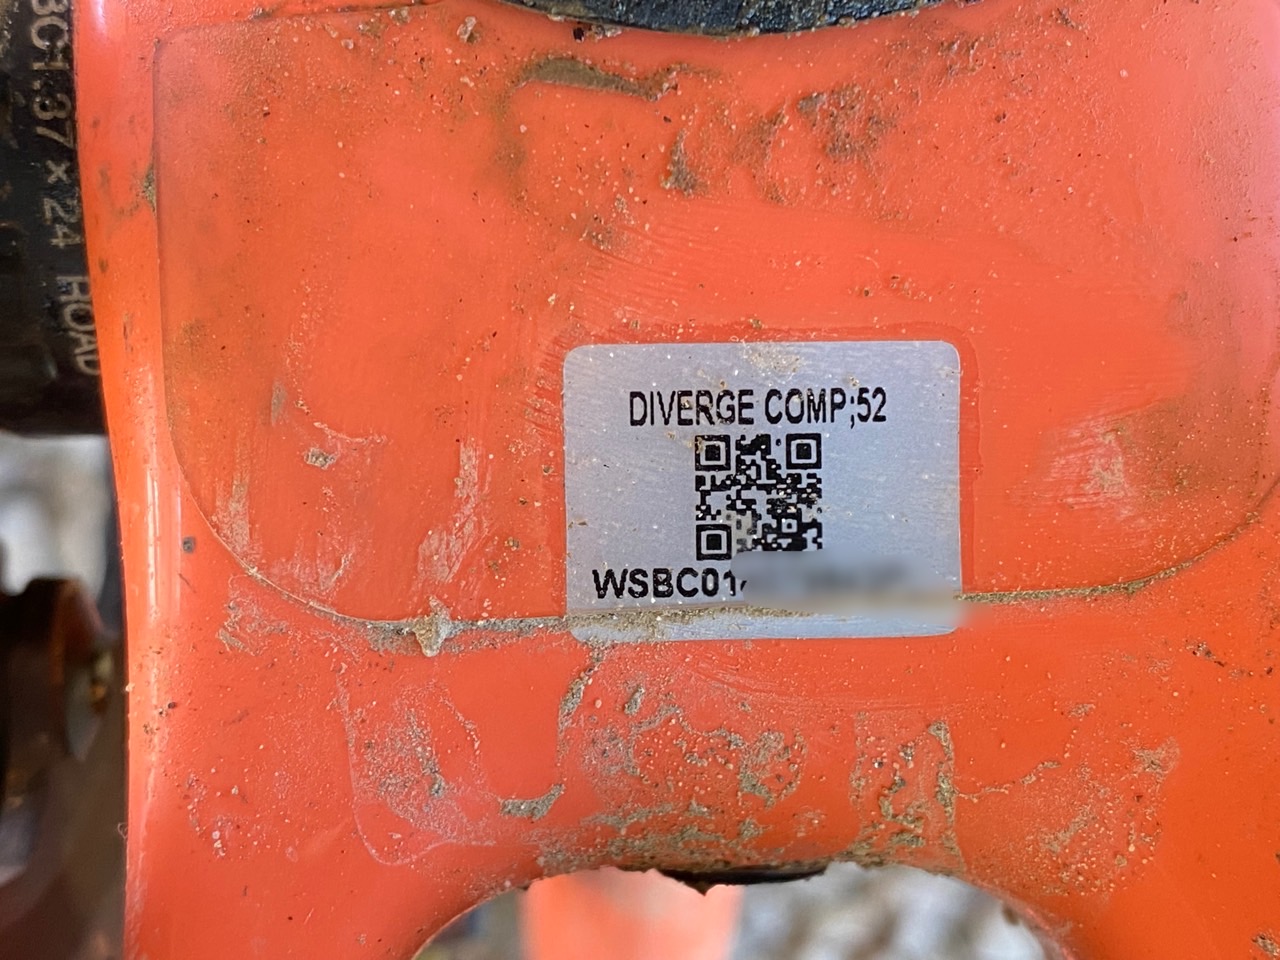 BC1.37 x 24 ROAD
DIVERGE COMP;52
WSBC01